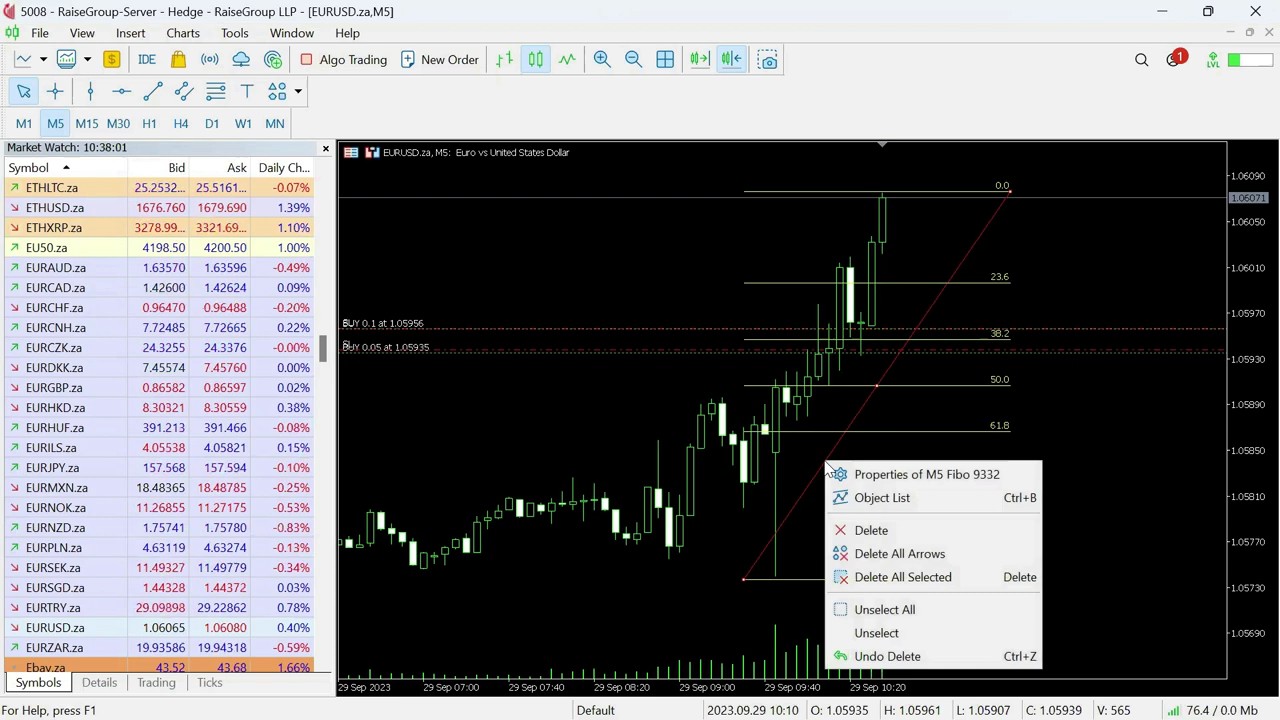 5008 - RaiseGroup-Server - Hedge - RaiseGroup LLP - [EURUSD.za,M5]
File View Insert Charts Tools Window Help
IDE Algo Trading New Order 1 LVL
M1 M5 M15 M30 H1 H4 D1 W1 MN
Market Watch: 10:38:01
Symbol Bid Ask Daily Ch...
ETHLTC.za 25.2532... 25.5161... -0.07%
ETHUSD.za 1676.760 1679.690 1.39%
ETHXRP.za 3278.99... 3321.69... 1.10%
EU50.za 4198.50 4200.50 1.00%
EURAUD.za 1.63570 1.63596 -0.49%
EURCAD.za 1.42600 1.42624 0.09%
EURCHF.za 0.96470 0.96488 -0.20%
EURCNH.za 7.72485 7.72665 0.22%
EURCZK.za 24.3255 24.3376 -0.00%
EURDKK.za 7.45574 7.45760 0.00%
EURGBP.za 0.86582 0.86597 0.02%
EURHKD.za 8.30321 8.30559 0.38%
EURHUF.za 391.213 391.466 -0.08%
EURILS.za 4.05538 4.05821 0.15%
EURJPY.za 157.568 157.594 -0.10%
EURMXN.za 18.48365 18.48785 -0.25%
EURNOK.za 11.26855 11.27175 -0.53%
EURNZD.za 1.75741 1.75780 -0.83%
EURPLN.za 4.63119 4.63274 -0.13%
EURSEK.za 11.49327 11.49779 -0.34%
EURSGD.za 1.44328 1.44372 0.03%
EURTRY.za 29.09898 29.22862 0.78%
EURUSD.za 1.06065 1.06080 0.40%
EURZAR.za 19.93586 19.94318 -0.59%
Ebay.za 43.52 43.68 1.66%
Symbols Details Trading Ticks
EURUSD.za, M5: Euro vs United States Dollar
0.0
23.6
38.2
50.0
61.8
BUY 0.1 at 1.05956
BUY 0.05 at 1.05935
1.06090
1.06071
1.06050
1.06010
1.05970
1.05930
1.05890
1.05850
1.05810
1.05770
1.05730
1.05690
Properties of M5 Fibo 9332
Object List Ctrl+B
Delete
Delete All Arrows
Delete All Selected Delete
Unselect All
Unselect
Undo Delete Ctrl+Z
29 Sep 2023 29 Sep 07:00 29 Sep 07:40 29 Sep 08:20 29 Sep 09:00 29 Sep 09:40 29 Sep 10:20
For Help, press F1 Default 2023.09.29 10:10 O: 1.05935 H: 1.05961 L: 1.05907 C: 1.05939 V: 565 76.4 / 0.0 Mb